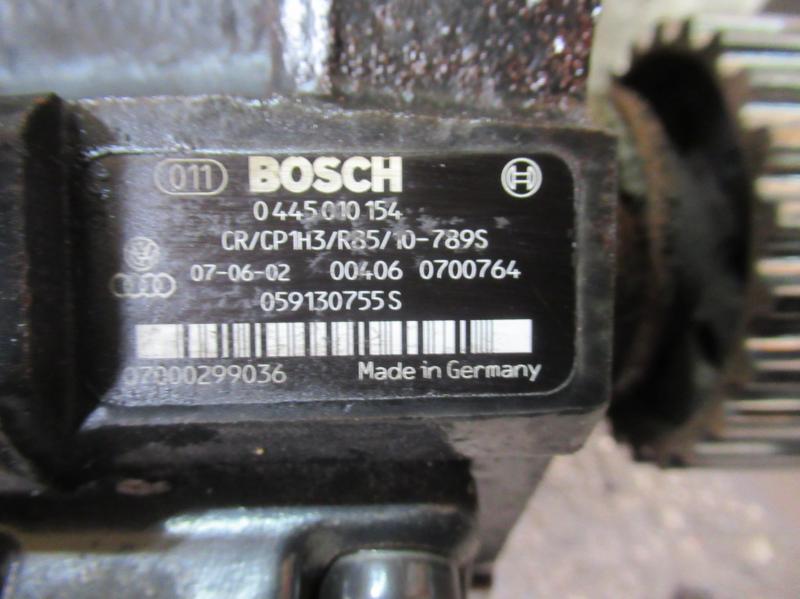 011 BOSCH
0 445 010 154
CR/CP1H3/R85/10-789S
07-06-02 00406 0700764
059130755S
07000299036 Made in Germany